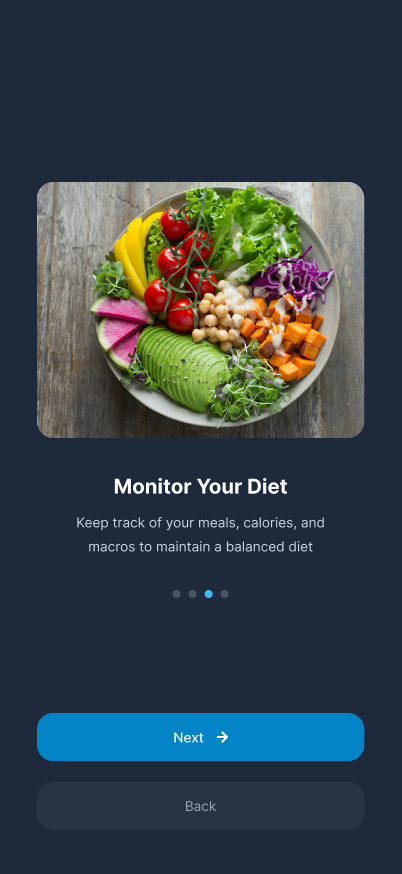 Monitor Your Diet
Keep track of your meals, calories, and
macros to maintain a balanced diet
Next →
Back